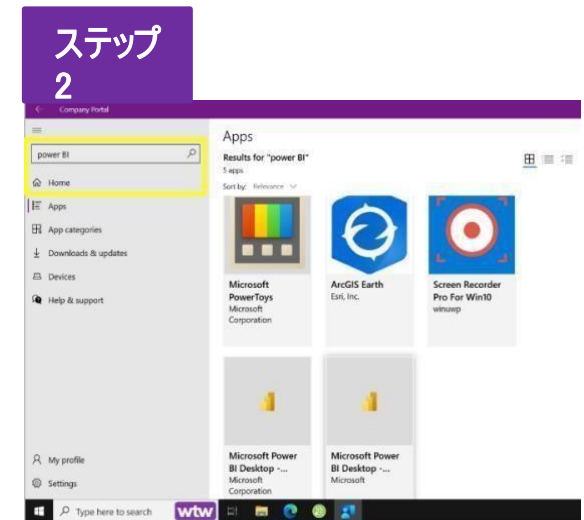 ステップ
2
Company Portal
power BI
Home
Apps
App categories
Downloads & updates
Devices
Help & support
My profile
Settings
Apps
Results for "power BI"
5 apps
Sort by: Relevance
Microsoft
PowerToys
Microsoft
Corporation
ArcGIS Earth
Esri, Inc.
Screen Recorder
Pro For Win10
winuwp
Microsoft Power
BI Desktop -...
Microsoft
Corporation
Microsoft Power
BI Desktop -...
Microsoft
Type here to search
wtw